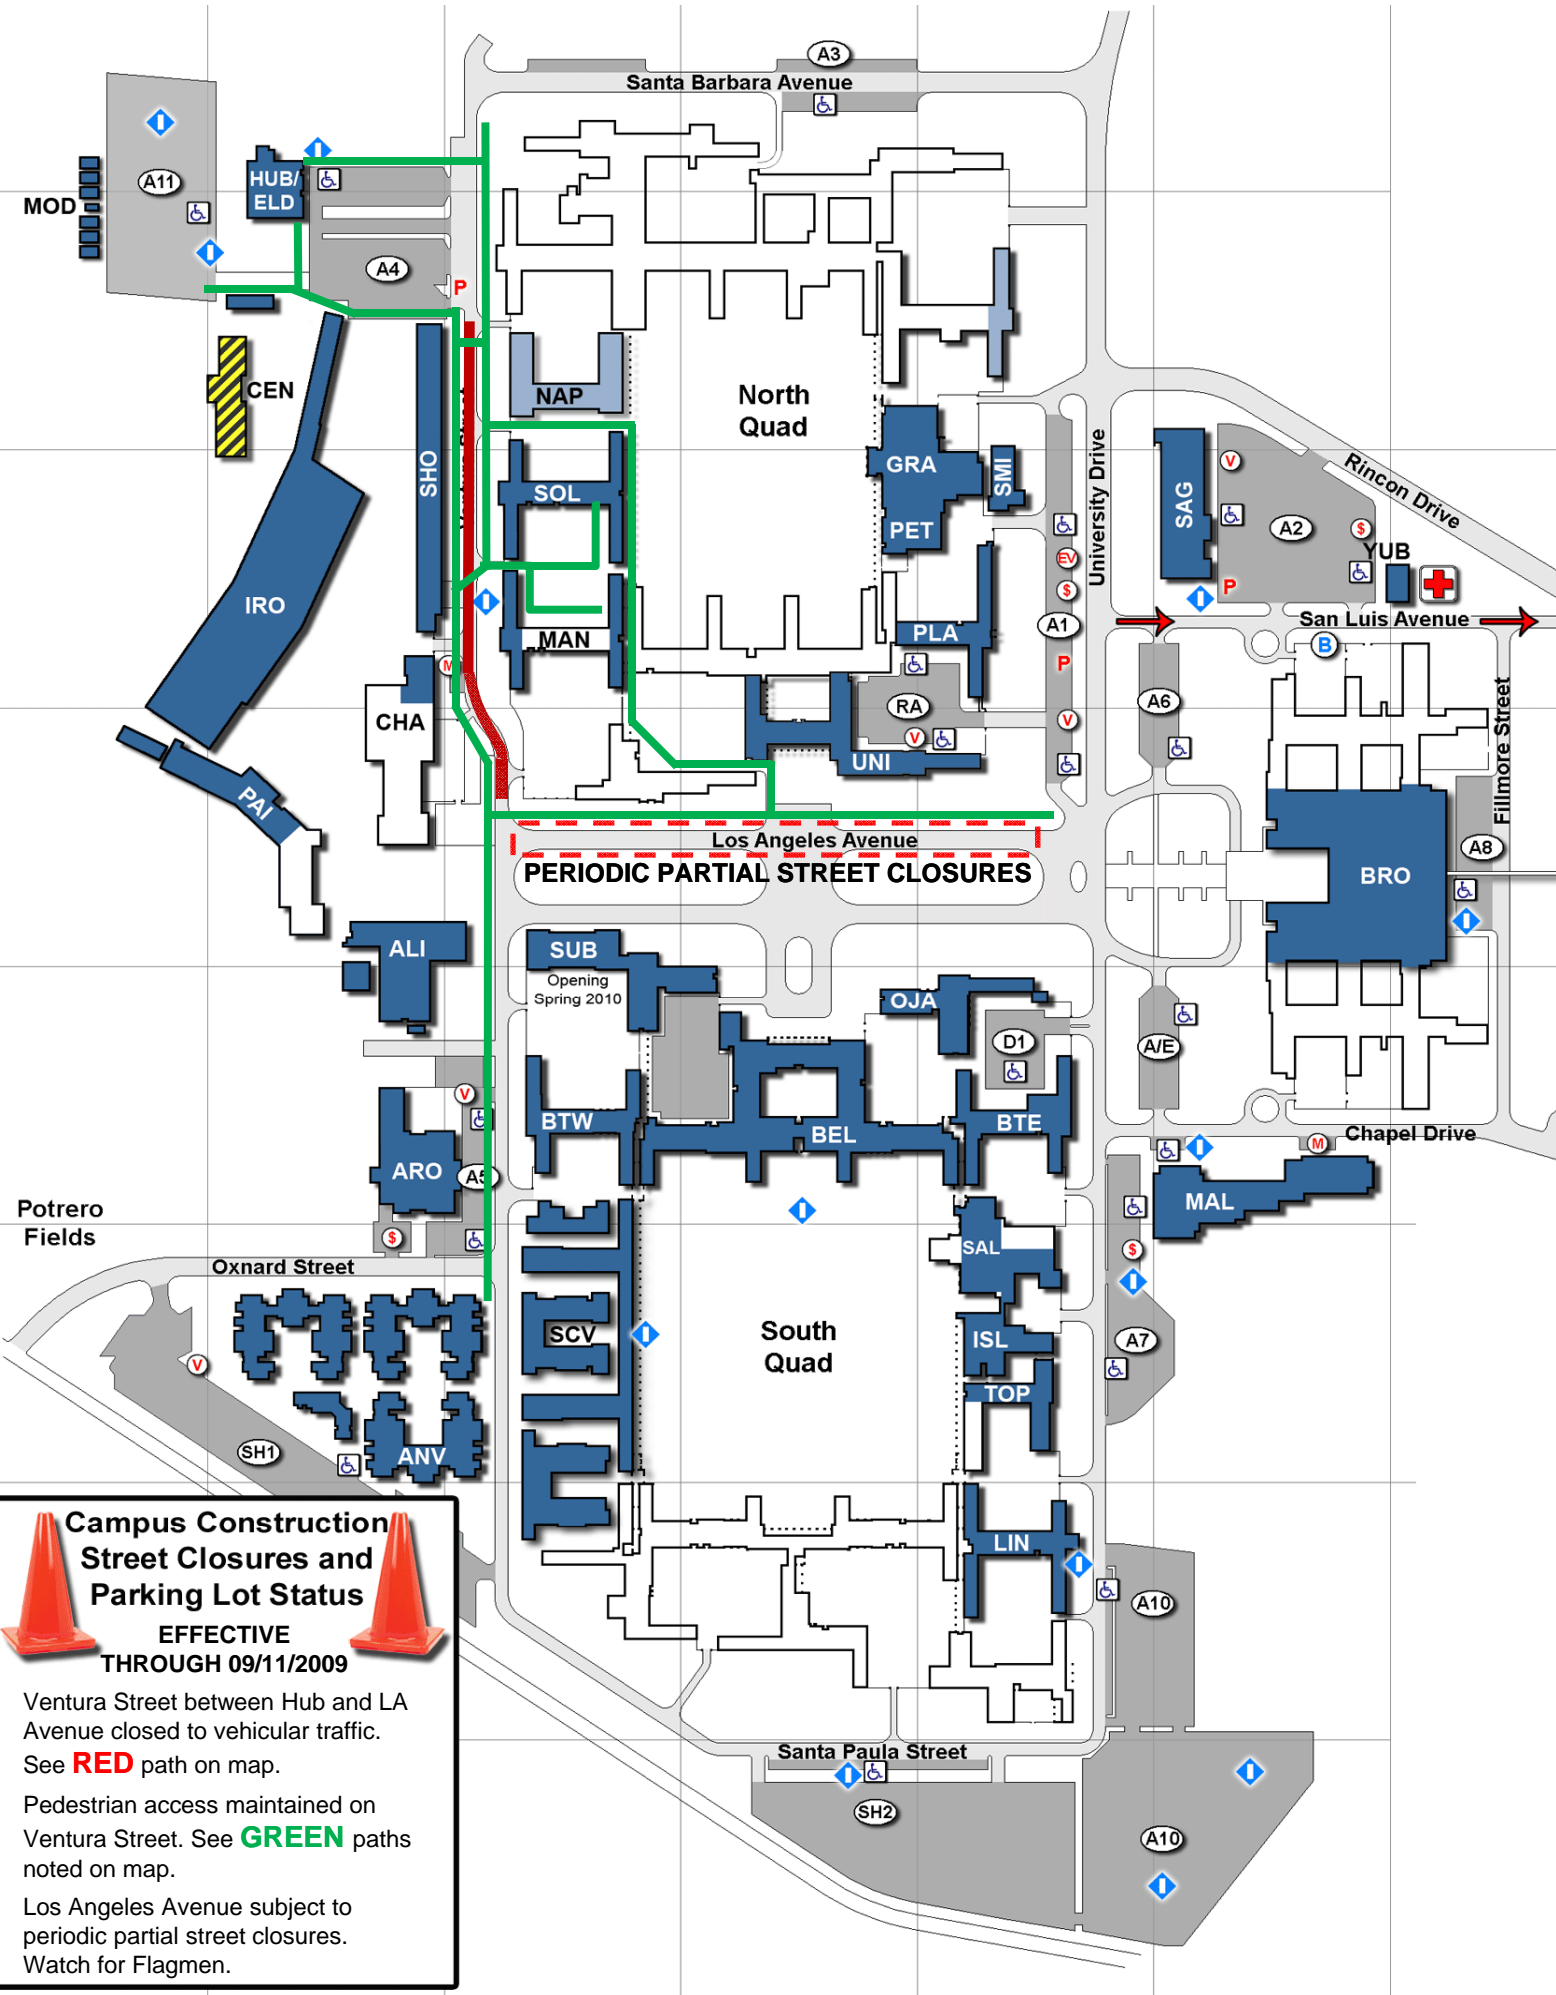 A3
Santa Barbara Avenue
A11
HUB/
ELD
MOD
A4
P
CEN
NAP
North
Quad
SHO
SOL
GRA
SMI
PET
University Drive
SAG
V
A2
$
Rincon Drive
YUB
EV
$
P
IRO
A1
San Luis Avenue
B
MAN
PLA
P
M
CHA
RA
V
V
A6
Fillmore Street
UNI
PAI
Los Angeles Avenue
PERIODIC PARTIAL STREET CLOSURES
A8
BRO
ALI
SUB
Opening
Spring 2010
OJA
D1
A/E
V
BTW
BEL
BTE
Chapel Drive
M
ARO
A5
MAL
Potrero
Fields
$
SAL
$
Oxnard Street
SCV
South
Quad
ISL
A7
V
TOP
SH1
ANV
LIN
A10
Santa Paula Street
SH2
A10
Campus Construction
Street Closures and
Parking Lot Status
EFFECTIVE
THROUGH 09/11/2009
Ventura Street between Hub and LA
Avenue closed to vehicular traffic.
See RED path on map.
Pedestrian access maintained on
Ventura Street. See GREEN paths
noted on map.
Los Angeles Avenue subject to
periodic partial street closures.
Watch for Flagmen.